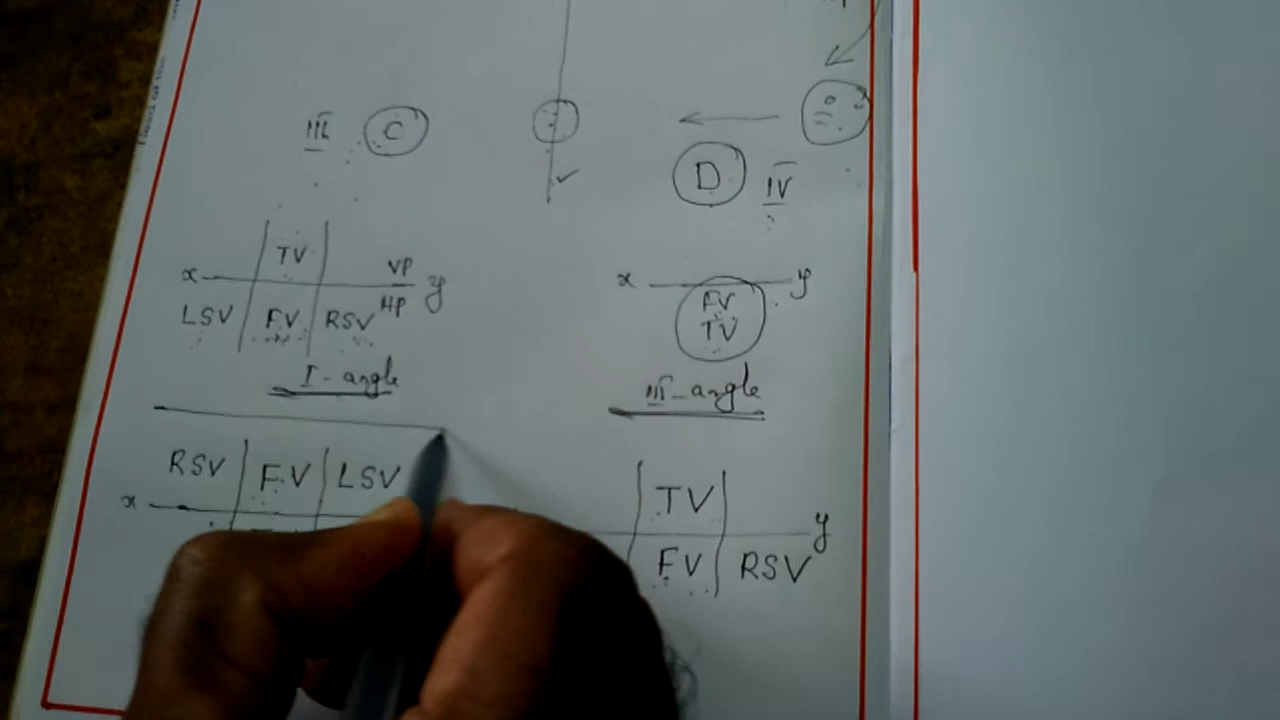 III C
D IV
TV
x VP y
LSV FV RSV HP
I - angle
x y
FV
TV
III - angle
RSV FV LSV
x
TV
y
FV RSV